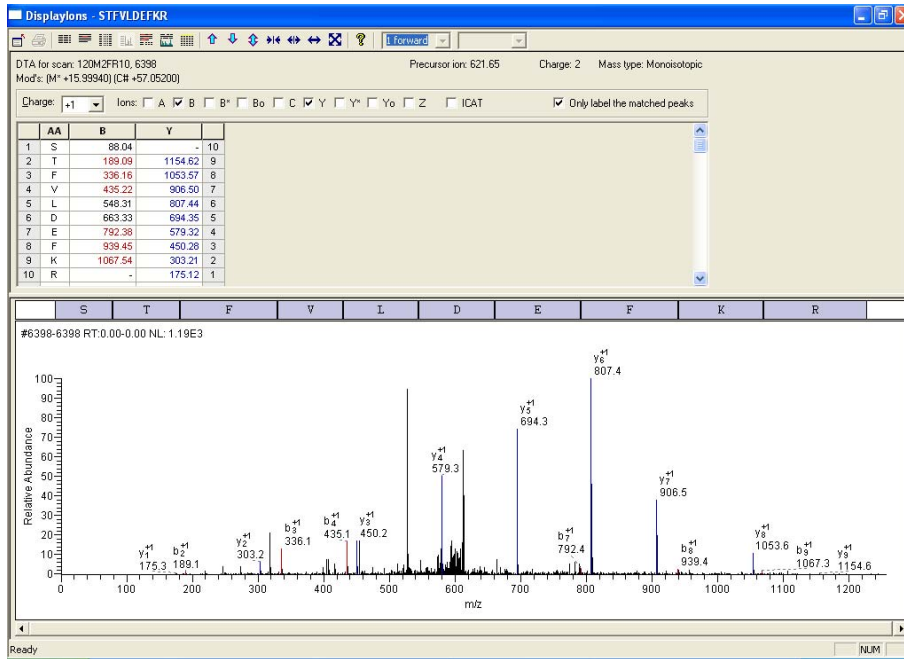 DisplayIons - STFVLDEFKR
1 forward
DTA for scan: 120M2FR10, 6398 Precursor ion: 621.65 Charge: 2 Mass type: Monoisotopic
Mod's: (M* +15.99940) (C# +57.05200)
Charge: +1 Ions: A B B* Bo C Y Y* Yo Z ICAT Only label the matched peaks
AA B Y
1 S 88.04 - 10
2 T 189.09 1154.62 9
3 F 336.16 1053.57 8
4 V 435.22 906.50 7
5 L 548.31 807.44 6
6 D 663.33 694.35 5
7 E 792.38 579.32 4
8 F 939.45 450.28 3
9 K 1067.54 303.21 2
10 R - 175.12 1
S T F V L D E F K R
#6398-6398 RT:0.00-0.00 NL: 1.19E3
y6+1
807.4
y5+1
694.3
y4+1
579.3
y7+1
906.5
y1+1
175.3
b2+1
189.1
y2+1
303.2
b3+1
336.1
b4+1
435.1
y3+1
450.2
b7+1
792.4
b8+1
939.4
y8+1
1053.6
b9+1
1067.3
y9+1
1154.6
Relative Abundance
100
90
80
70
60
50
40
30
20
10
0
0 100 200 300 400 500 600 700 800 900 1000 1100 1200
m/z
Ready NUM